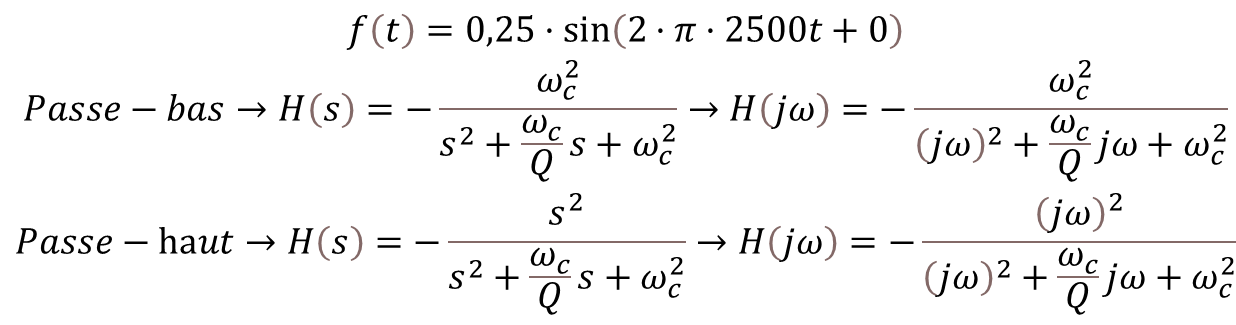 f(t) = 0,25 · sin(2 · π · 2500t + 0)
Passe − bas → H(s) = − ω_c^2 / (s^2 + (ω_c/Q)s + ω_c^2) → H(jω) = − ω_c^2 / ((jω)^2 + (ω_c/Q)jω + ω_c^2)
Passe − haut → H(s) = − s^2 / (s^2 + (ω_c/Q)s + ω_c^2) → H(jω) = − (jω)^2 / ((jω)^2 + (ω_c/Q)jω + ω_c^2)